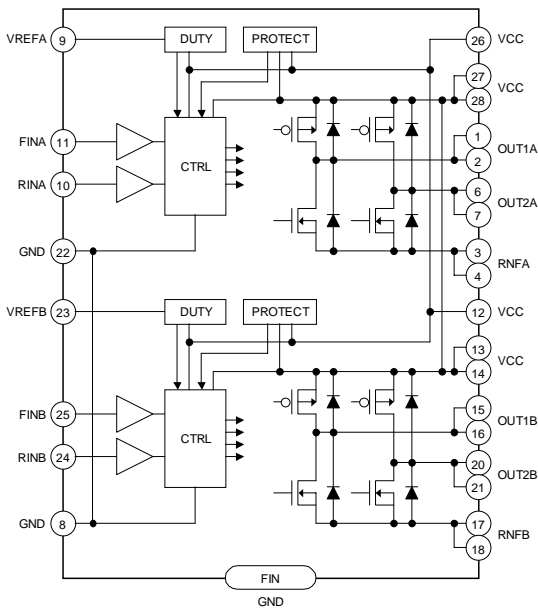 VREFA 9 DUTY PROTECT 26 VCC
27 VCC
28
FINA 11 1 OUT1A
CTRL 2
RINA 10 6 OUT2A
7
GND 22 3 RNFA
4
VREFB 23 DUTY PROTECT 12 VCC
13 VCC
14
FINB 25 15 OUT1B
CTRL 16
RINB 24 20 OUT2B
21
GND 8 17 RNFB
18
FIN
GND